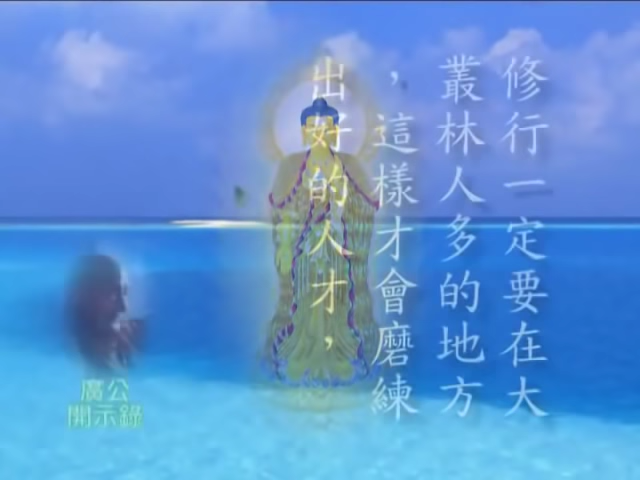 修行一定要在大
叢林人多的地方
，這樣才會磨練
出好的人才，
廣公
開示錄